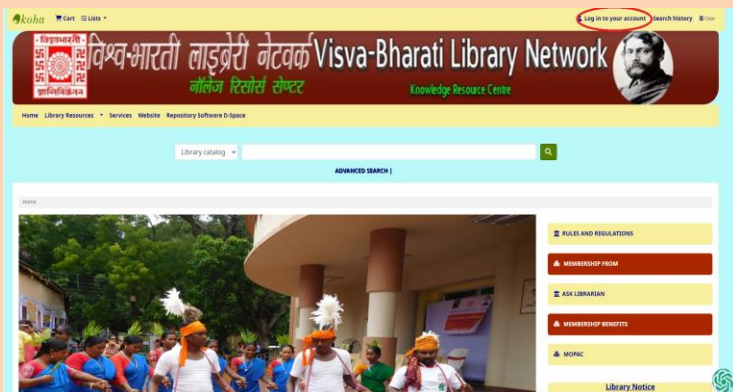 koha Cart Lists Log in to your account Search history Clear
विश्व-भारती लाइब्रेरी नेटवर्क Visva-Bharati Library Network
नॉलेज रिसोर्स सेण्टर Knowledge Resource Centre
Home Library Resources Services Website Repository Software D-Space
Library catalog
ADVANCED SEARCH |
Home
RULES AND REGULATIONS
MEMBERSHIP FROM
ASK LIBRARIAN
MEMBERSHIP BENEFITS
MOPAC
Library Notice